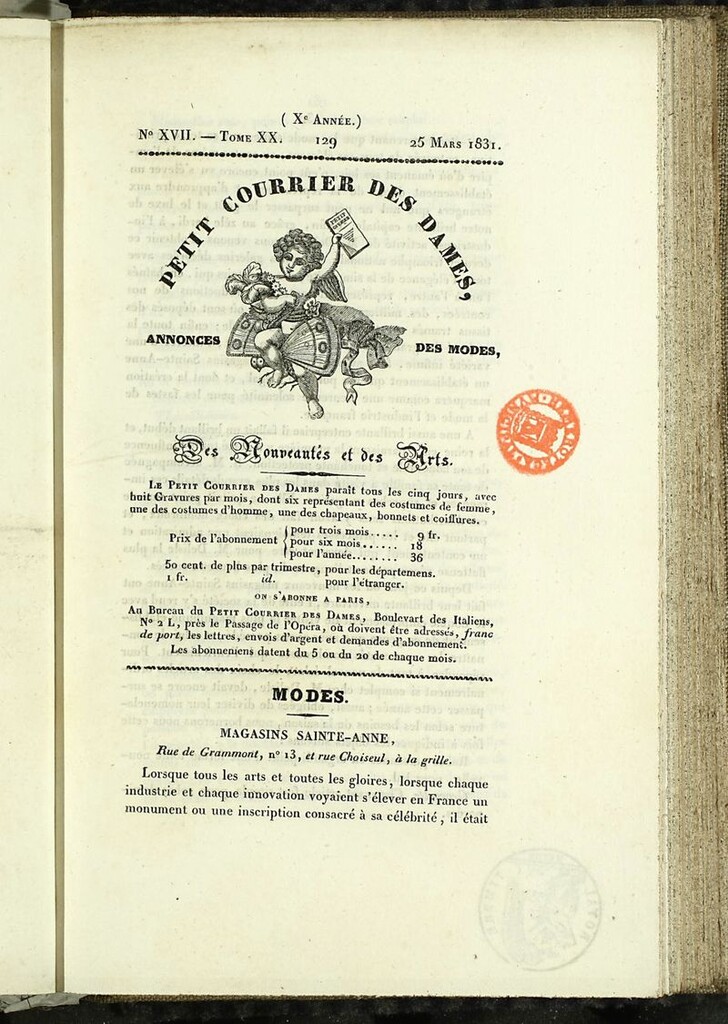 ( Xᵉ Année.)
Nº XVII. — Tome XX. 129 25 Mars 1831.
PETIT COURRIER DES DAMES,
PETIT
COURRIER
ANNONCES DES MODES,
Des Nouveautés et des Arts.
Le Petit Courrier des Dames paraît tous les cinq jours, avec
huit Gravures par mois, dont six représentant des costumes de femme,
une des costumes d'homme, une des chapeaux, bonnets et coiffures.
Prix de l'abonnement { pour trois mois..... 9 fr.
pour six mois...... 18
pour l'année........ 36
50 cent. de plus par trimestre, pour les départemens.
1 fr. id. pour l'étranger.
ON S'ABONNE A PARIS,
Au Bureau du Petit Courrier des Dames, Boulevart des Italiens,
Nº 2 L, près le Passage de l'Opéra, où doivent être adressés, franc
de port, les lettres, envois d'argent et demandes d'abonnement.
Les abonnemens datent du 5 ou du 20 de chaque mois.
MODES.
MAGASINS SAINTE-ANNE,
Rue de Grammont, nº 13, et rue Choiseul, à la grille.
Lorsque tous les arts et toutes les gloires, lorsque chaque
industrie et chaque innovation voyaient s'élever en France un
monument ou une inscription consacré à sa célébrité, il était